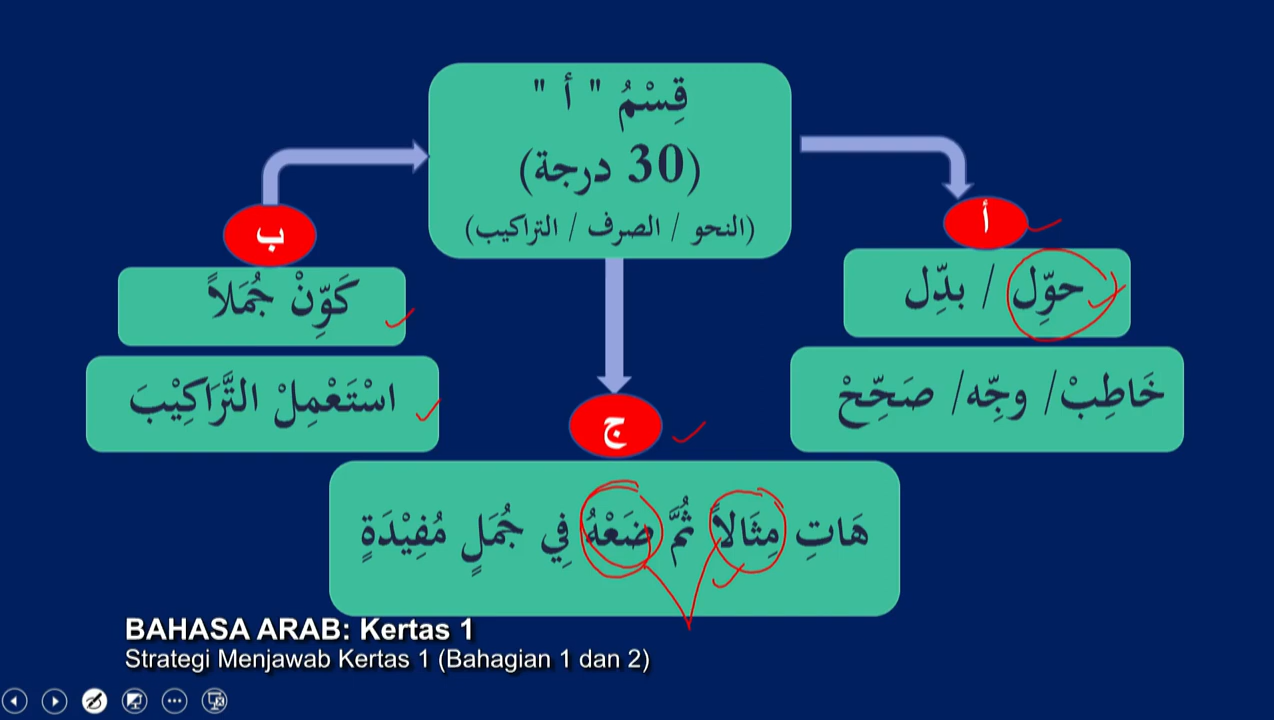 قِسْمُ " أ "
(30 درجة)
(النحو / الصرف / التراكيب)
أ
حوِّل / بدِّل
خَاطِبْ/ وجِّه/ صَحِّحْ
ب
كَوِّنْ جُمَلاً
اسْتَعْمِلْ التَّرَاكِيْبَ
ج
هَاتِ مِثَالاً ثُمَّ ضَعْهُ فِي جُمَلٍ مُفِيْدَةٍ
BAHASA ARAB: Kertas 1
Strategi Menjawab Kertas 1 (Bahagian 1 dan 2)